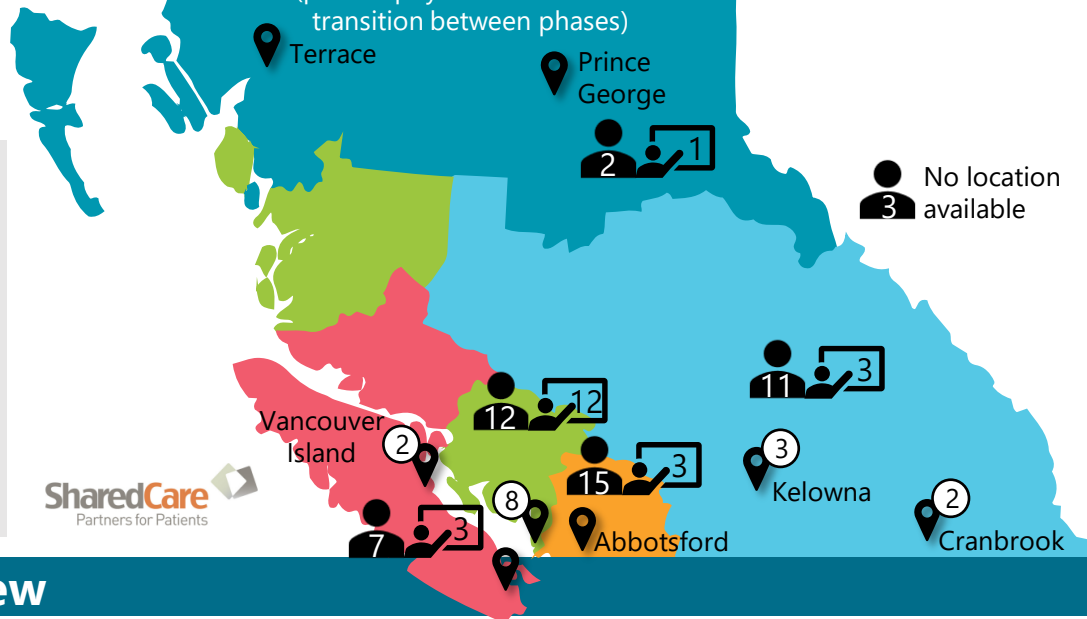 transition between phases)
Terrace
Prince
George
2
1
3
No location
available
11
3
12
12
Vancouver
Island
2
15
3
3
Kelowna
SharedCare
Partners for Patients
8
2
7
3
Abbotsford
Cranbrook